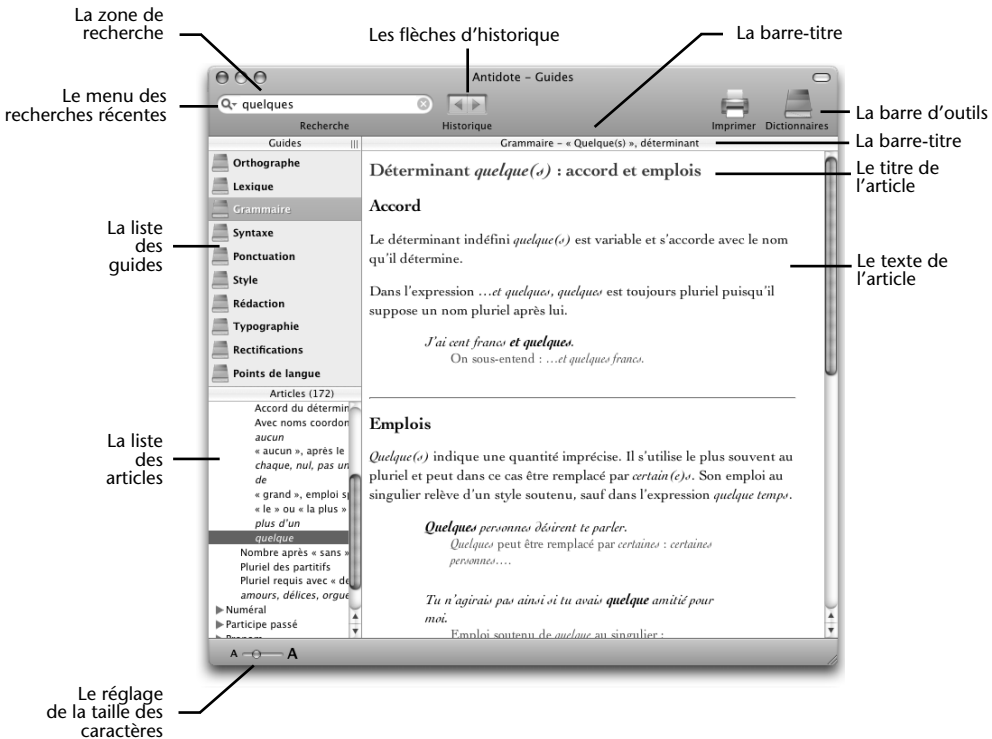 La zone de
recherche
Les flèches d'historique
La barre-titre
Le menu des
recherches récentes
La barre d'outils
La barre-titre
Le titre de
l'article
La liste
des
guides
Le texte de
l'article
La liste
des
articles
Le réglage
de la taille des
caractères
Antidote – Guides
quelques
Recherche
Historique
Imprimer
Dictionnaires
Guides
Grammaire – « Quelque(s) », déterminant
Orthographe
Lexique
Grammaire
Syntaxe
Ponctuation
Style
Rédaction
Typographie
Rectifications
Points de langue
Articles (172)
Accord du détermin
Avec noms coordon
aucun
« aucun », après le
chaque, nul, pas un
de
« grand », emploi sp
« le » ou « la plus »
plus d'un
quelque
Nombre après « sans »
Pluriel des partitifs
Pluriel requis avec « de
amours, délices, orgue
Numéral
Participe passé
Pronom
Déterminant quelque(s) : accord et emplois
Accord
Le déterminant indéfini quelque(s) est variable et s'accorde avec le nom
qu'il détermine.
Dans l'expression …et quelques, quelques est toujours pluriel puisqu'il
suppose un nom pluriel après lui.
J'ai cent francs et quelques.
On sous-entend : …et quelques francs.
Emplois
Quelque(s) indique une quantité imprécise. Il s'utilise le plus souvent au
pluriel et peut dans ce cas être remplacé par certain(e)s. Son emploi au
singulier relève d'un style soutenu, sauf dans l'expression quelque temps.
Quelques personnes désirent te parler.
Quelques peut être remplacé par certaines : certaines
personnes….
Tu n'agirais pas ainsi si tu avais quelque amitié pour
moi.
Emploi soutenu de quelque au singulier :
A A